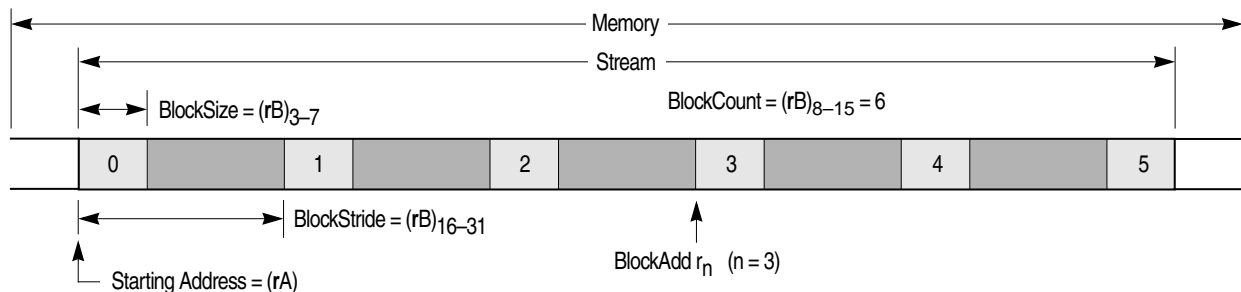 Memory
Stream
BlockSize = (rB)3–7
BlockCount = (rB)8–15 = 6
0 1 2 3 4 5
BlockStride = (rB)16–31
BlockAdd rn (n = 3)
Starting Address = (rA)